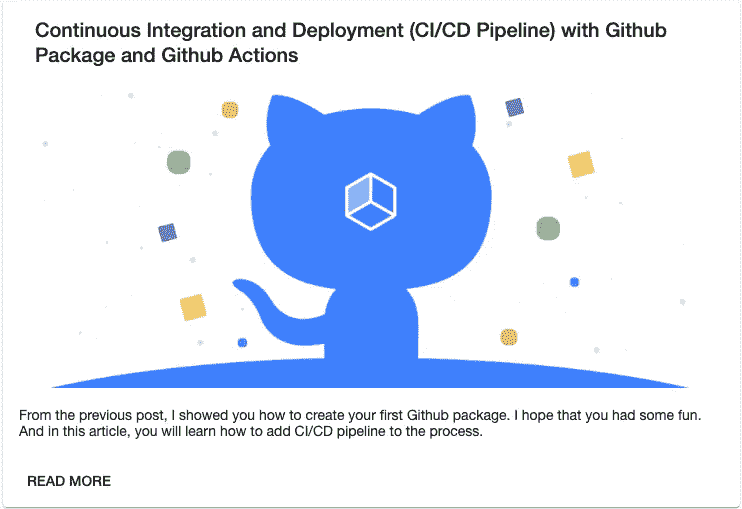 Continuous Integration and Deployment (CI/CD Pipeline) with Github
Package and Github Actions
From the previous post, I showed you how to create your first Github package. I hope that you had some fun.
And in this article, you will learn how to add CI/CD pipeline to the process.
READ MORE